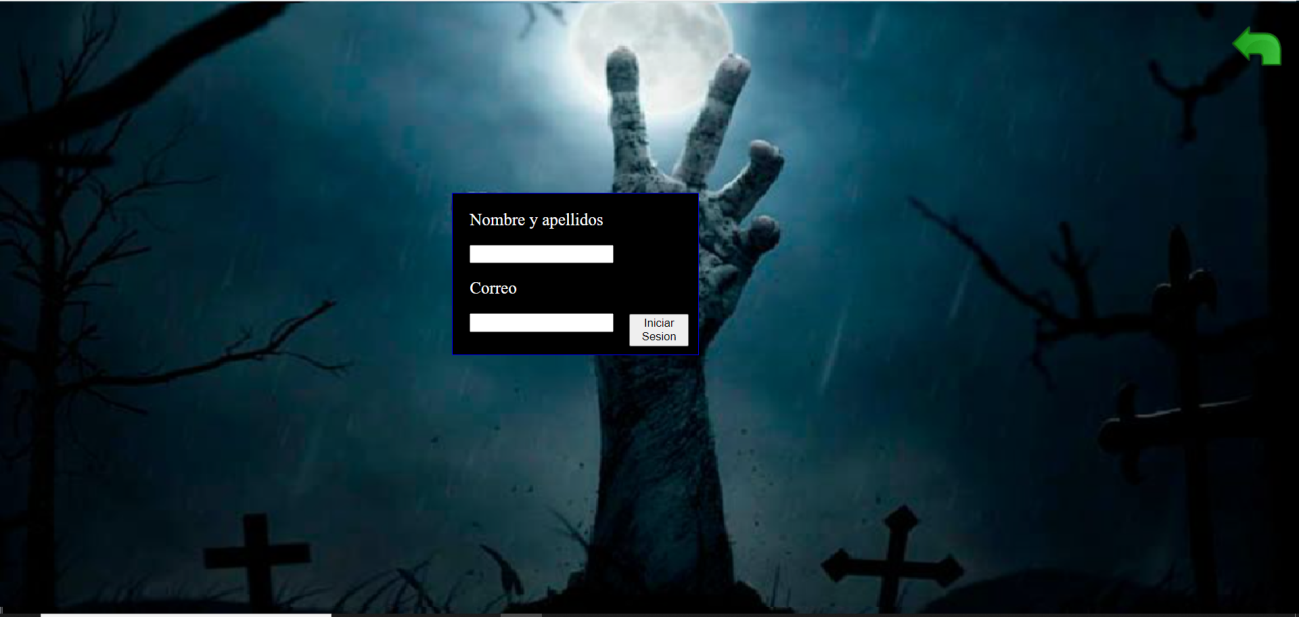 Nombre y apellidos
Correo
Iniciar
Sesion